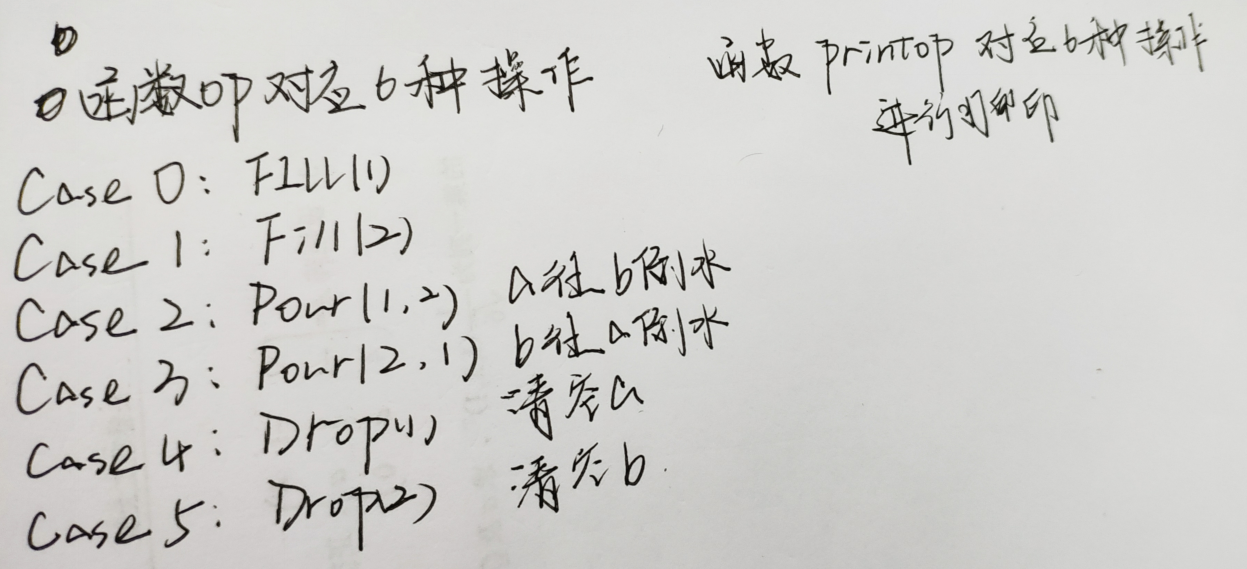 函数op对应6种操作
Case 0: FILL(1)
Case 1: Fill(2)
Case 2: Pour(1,2) a往b倒水
Case 3: Pour(2,1) b往a倒水
Case 4: Drop(1) 清空a
Case 5: Drop(2) 清空b
函数 printop 对应6种操作
进行打印